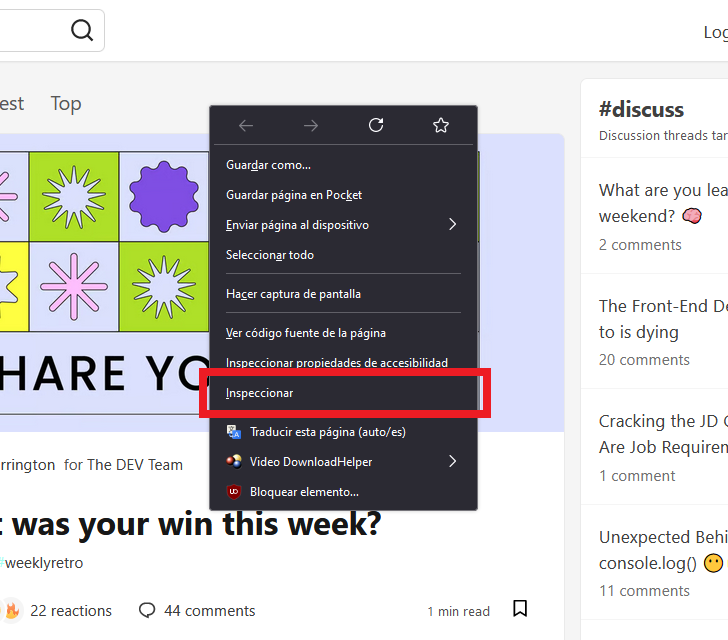 Log
est Top
Guardar como...
Guardar página en Pocket
Enviar página al dispositivo
Seleccionar todo
Hacer captura de pantalla
Ver código fuente de la página
Inspeccionar propiedades de accesibilidad
Inspeccionar
Traducir esta página (auto/es)
Video DownloadHelper
Bloquear elemento...
HARE YO
rrington for The DEV Team
t was your win this week?
#weeklyretro
22 reactions 44 comments 1 min read
#discuss
Discussion threads tar
What are you lea
weekend? 🧠
2 comments
The Front-End De
to is dying
20 comments
Cracking the JD
Are Job Requirem
1 comment
Unexpected Behi
console.log() 😶
11 comments